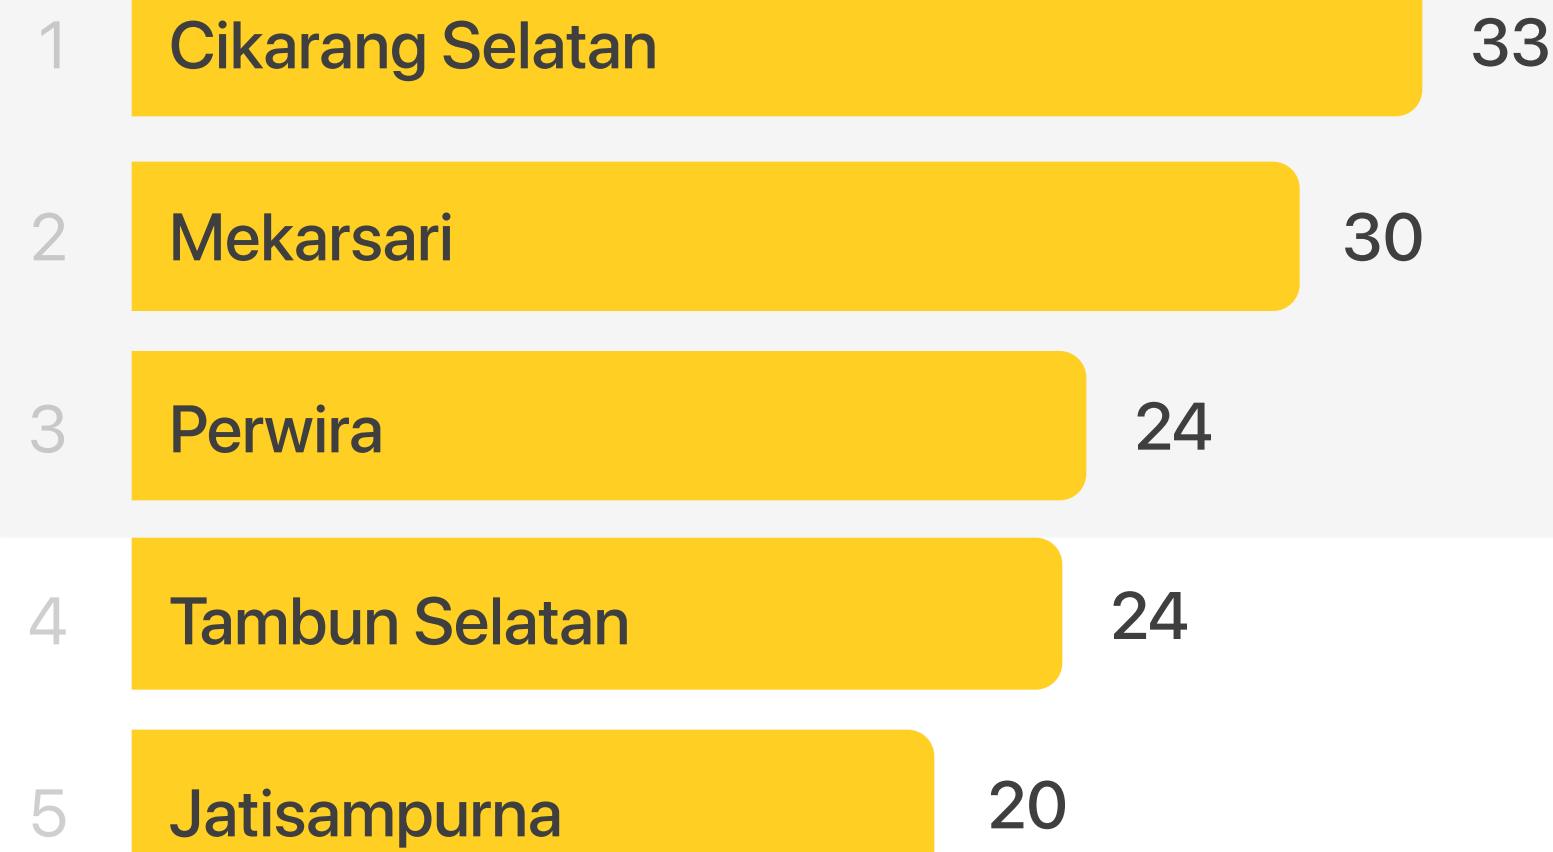 1 Cikarang Selatan 33
2 Mekarsari 30
3 Perwira 24
4 Tambun Selatan 24
5 Jatisampurna 20